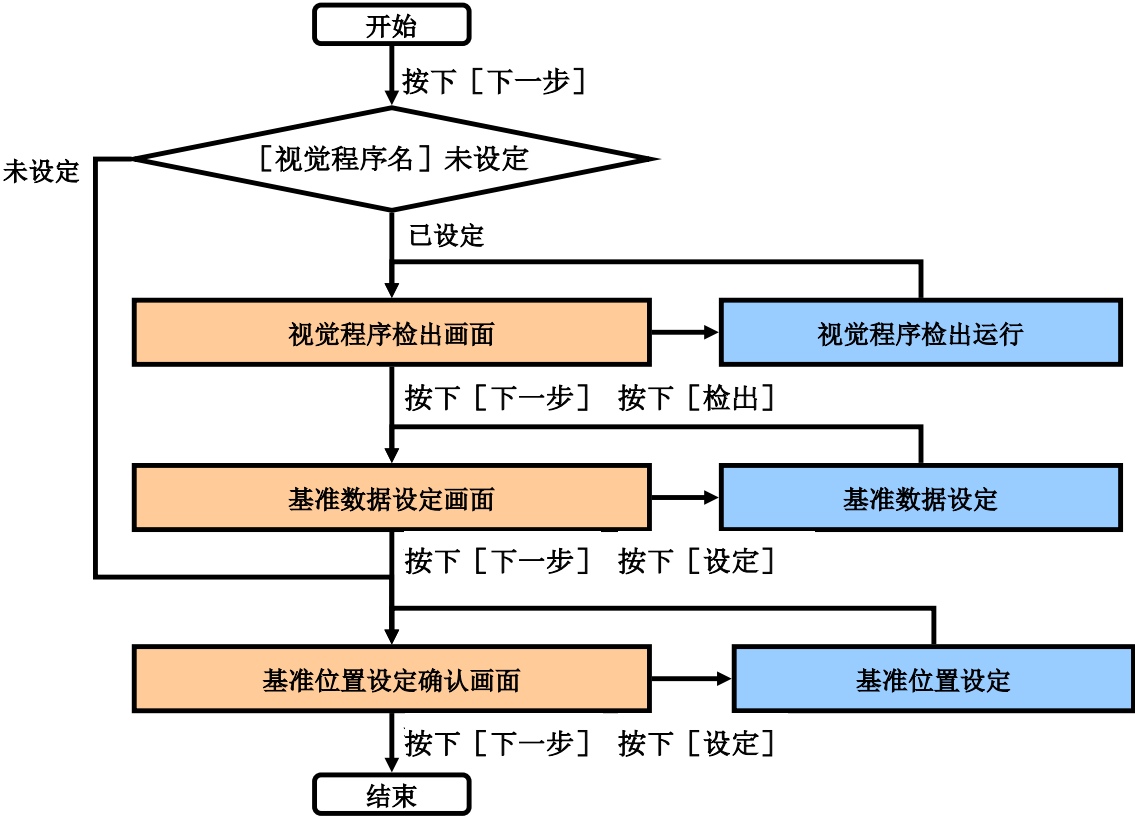 开始
按下［下一步］
［视觉程序名］未设定
未设定
已设定
视觉程序检出画面
视觉程序检出运行
按下［下一步］ 按下［检出］
基准数据设定画面
基准数据设定
按下［下一步］ 按下［设定］
基准位置设定确认画面
基准位置设定
按下［下一步］ 按下［设定］
结束